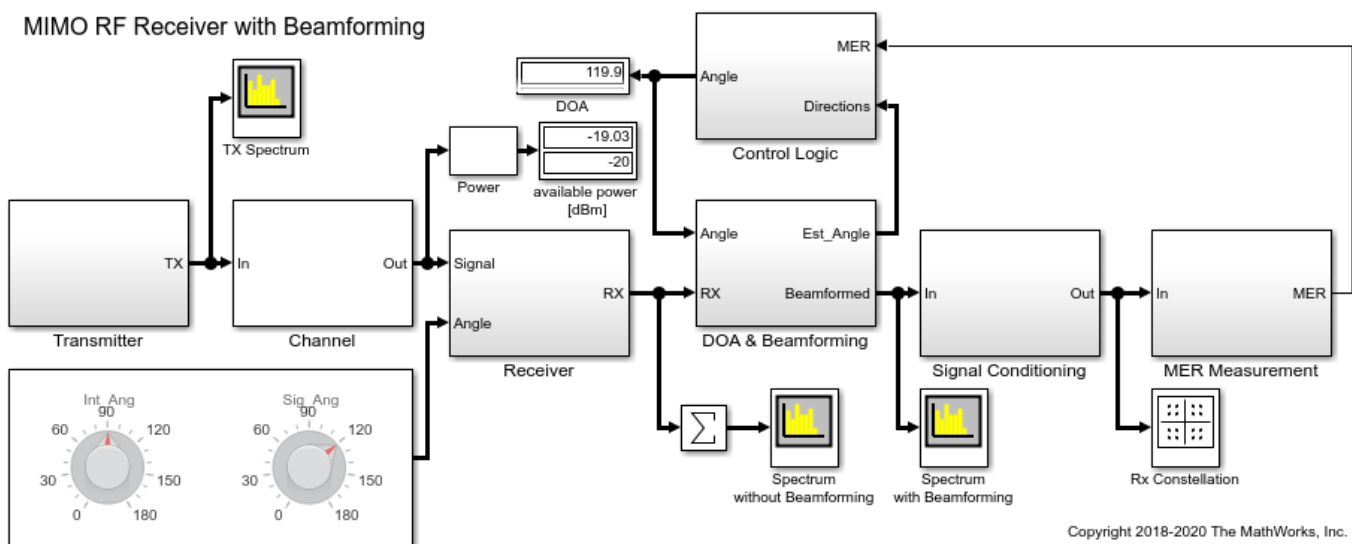 MIMO RF Receiver with Beamforming
TX Spectrum
119.9
DOA
MER
Angle
Directions
Control Logic
Power
-19.03
-20
available power
[dBm]
TX
Transmitter
In
Out
Channel
Signal
RX
Angle
Receiver
Angle
Est_Angle
RX
Beamformed
DOA & Beamforming
In
Out
Signal Conditioning
In
MER
MER Measurement
Int_Ang
0
30
60
90
120
150
180
Sig_Ang
0
30
60
90
120
150
180
Spectrum
without Beamforming
Spectrum
with Beamforming
Rx Constellation
Copyright 2018-2020 The MathWorks, Inc.